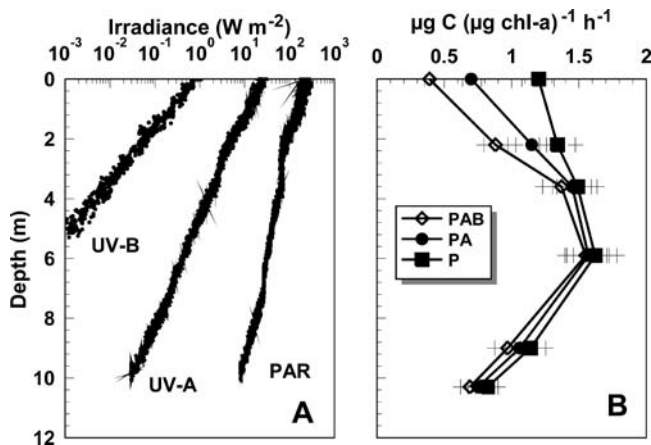 Irradiance (W m⁻²)
10⁻³ 10⁻² 10⁻¹ 10⁰ 10¹ 10² 10³
0
2
4
6
8
10
12
Depth (m)
UV-B
UV-A
PAR
A
µg C (µg chl-a)⁻¹ h⁻¹
0 0.5 1 1.5 2
PAB
PA
P
B